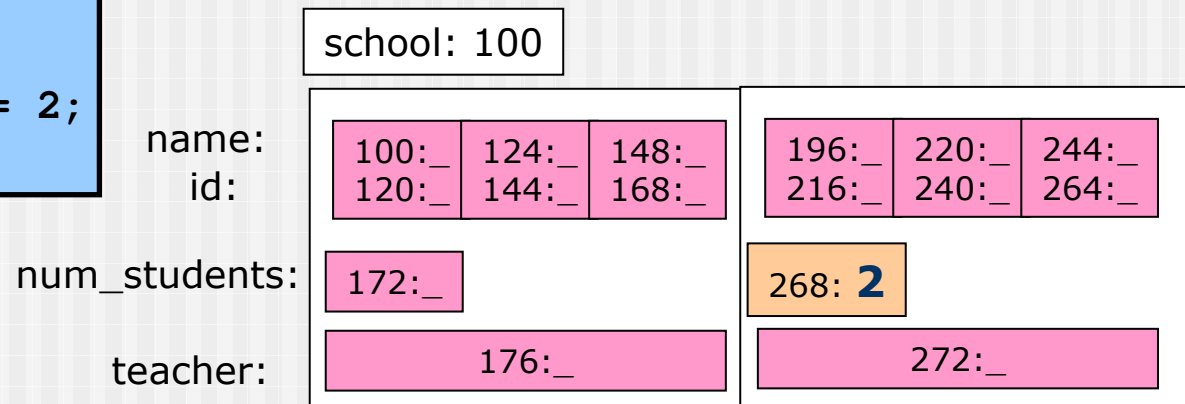 school: 100
= 2;
name:
id:
100:_ 124:_ 148:_ 196:_ 220:_ 244:_
120:_ 144:_ 168:_ 216:_ 240:_ 264:_
num_students: 172:_ 268: 2
teacher: 176:_ 272:_